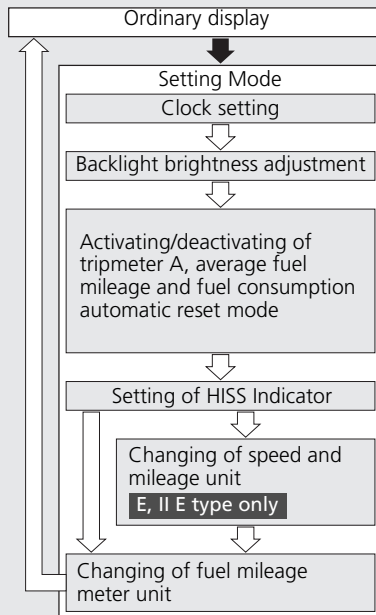 Ordinary display
Setting Mode
Clock setting
Backlight brightness adjustment
Activating/deactivating of
tripmeter A, average fuel
mileage and fuel consumption
automatic reset mode
Setting of HISS Indicator
Changing of speed and
mileage unit
E, II E type only
Changing of fuel mileage
meter unit